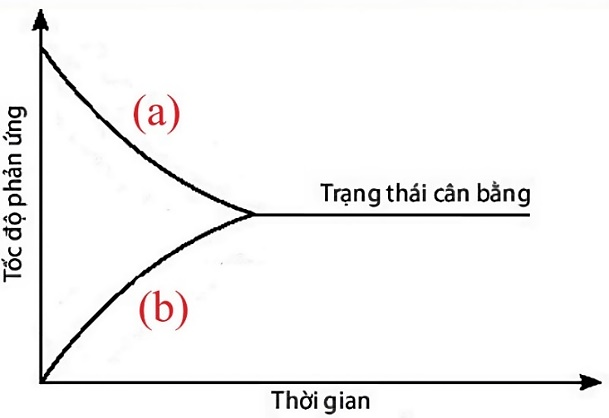 Tốc độ phản ứng
(a)
Trạng thái cân bằng
(b)
Thời gian